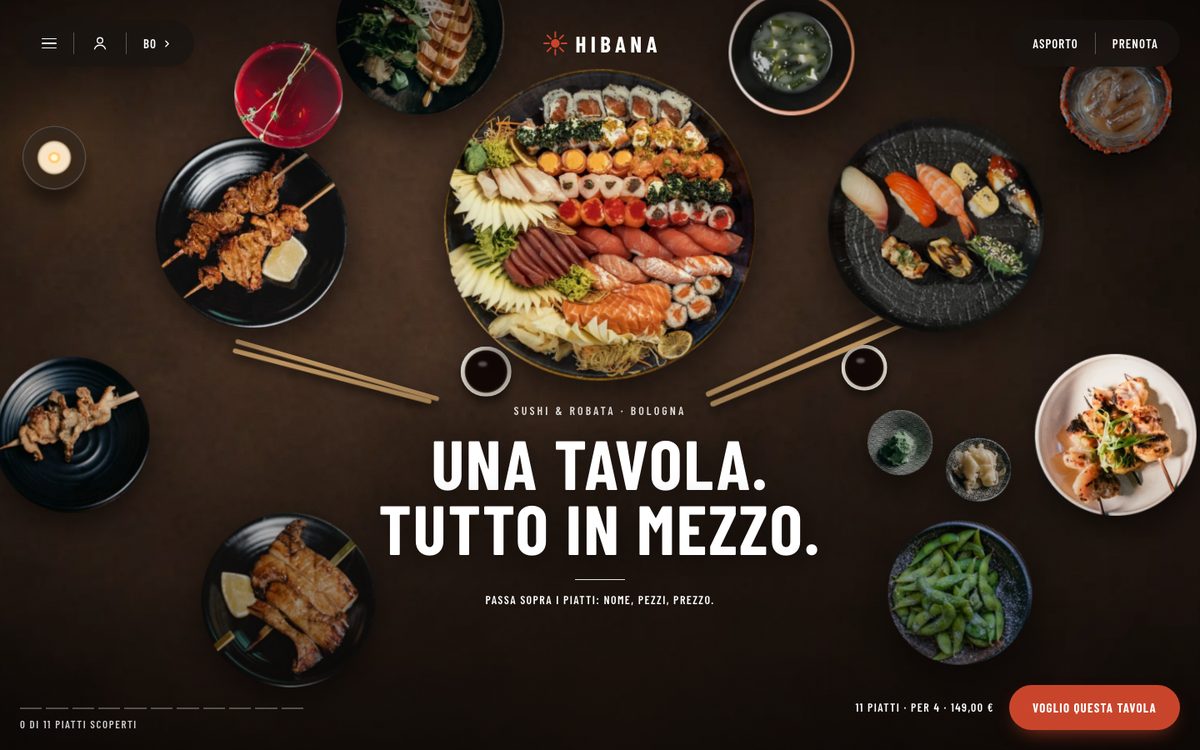 BO
HIBANA
ASPORTO
PRENOTA
SUSHI & ROBATA · BOLOGNA
UNA TAVOLA.
TUTTO IN MEZZO.
PASSA SOPRA I PIATTI: NOME, PEZZI, PREZZO.
0 DI 11 PIATTI SCOPERTI
11 PIATTI · PER 4 · 149,00 €
VOGLIO QUESTA TAVOLA